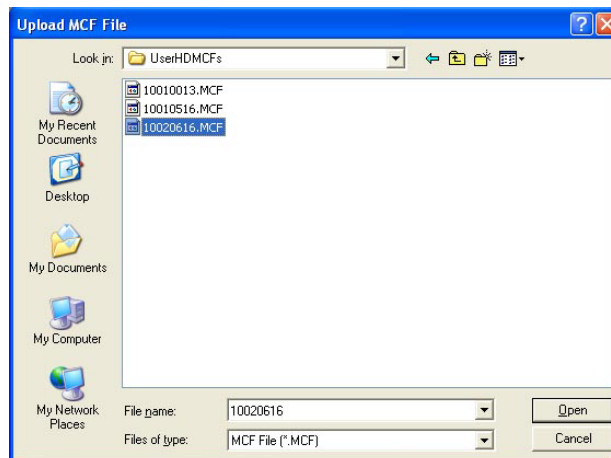 Upload MCF File
Look in: UserHDMCFs
10010013.MCF
10010516.MCF
10020616.MCF
My Recent
Documents
Desktop
My Documents
My Computer
My Network
Places
File name: 10020616 Open
Files of type: MCF File (*.MCF) Cancel